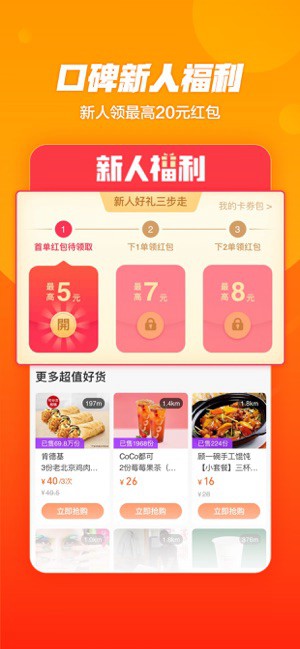 口碑新人福利
新人领最高20元红包
新人福利
新人好礼三步走
我的卡券包>
1
2
3
首单红包待领取
下1单领红包
下2单领红包
最高5元
開
最高7元
最高8元
更多超值好货
197m
1.4km
1.8km
已售69.8万份
已售1968份
已售224份
肯德基
CoCo都可
顾一碗手工馄饨
3份老北京鸡肉...
2份莓莓果茶（...
【小套餐】三杯...
¥40/3次
¥26
¥16
¥49.5
¥28
立即抢购
立即抢购
立即抢购